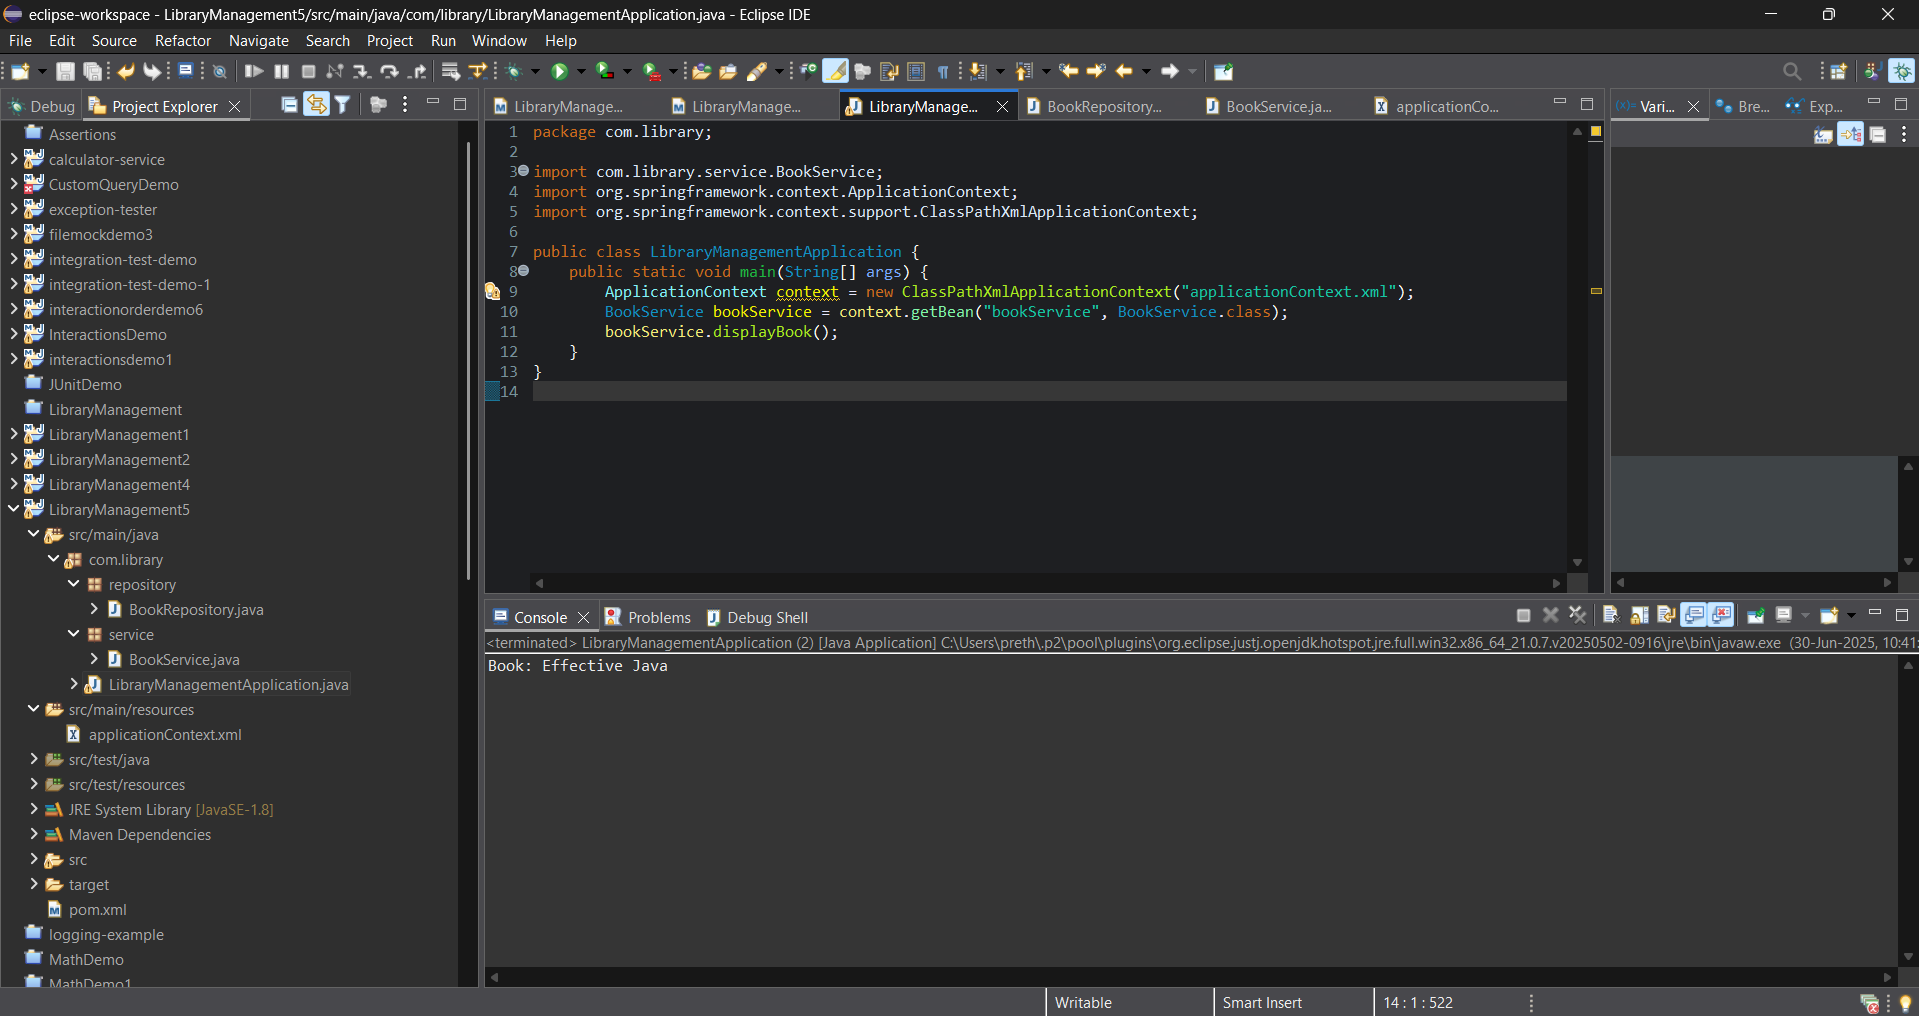 eclipse-workspace - LibraryManagement5/src/main/java/com/library/LibraryManagementApplication.java - Eclipse IDE
File Edit Source Refactor Navigate Search Project Run Window Help
Debug Project Explorer
Assertions
calculator-service
CustomQueryDemo
exception-tester
filemockdemo3
integration-test-demo
integration-test-demo-1
interactionorderdemo6
InteractionsDemo
interactionsdemo1
JUnitDemo
LibraryManagement
LibraryManagement1
LibraryManagement2
LibraryManagement4
LibraryManagement5
src/main/java
com.library
repository
BookRepository.java
service
BookService.java
LibraryManagementApplication.java
src/main/resources
applicationContext.xml
src/test/java
src/test/resources
JRE System Library [JavaSE-1.8]
Maven Dependencies
src
target
pom.xml
logging-example
MathDemo
MathDemo1
LibraryManage... LibraryManage... LibraryManage... BookRepository... BookService.ja... applicationCo...
1 package com.library;
2
3 import com.library.service.BookService;
4 import org.springframework.context.ApplicationContext;
5 import org.springframework.context.support.ClassPathXmlApplicationContext;
6
7 public class LibraryManagementApplication {
8 public static void main(String[] args) {
9 ApplicationContext context = new ClassPathXmlApplicationContext("applicationContext.xml");
10 BookService bookService = context.getBean("bookService", BookService.class);
11 bookService.displayBook();
12 }
13 }
14
(x)= Vari... Bre... Exp...
Console Problems Debug Shell
<terminated> LibraryManagementApplication (2) [Java Application] C:\Users\preth\.p2\pool\plugins\org.eclipse.justj.openjdk.hotspot.jre.full.win32.x86_64_21.0.7.v20250502-0916\jre\bin\javaw.exe (30-Jun-2025, 10:41:
Book: Effective Java
Writable Smart Insert 14 : 1 : 522